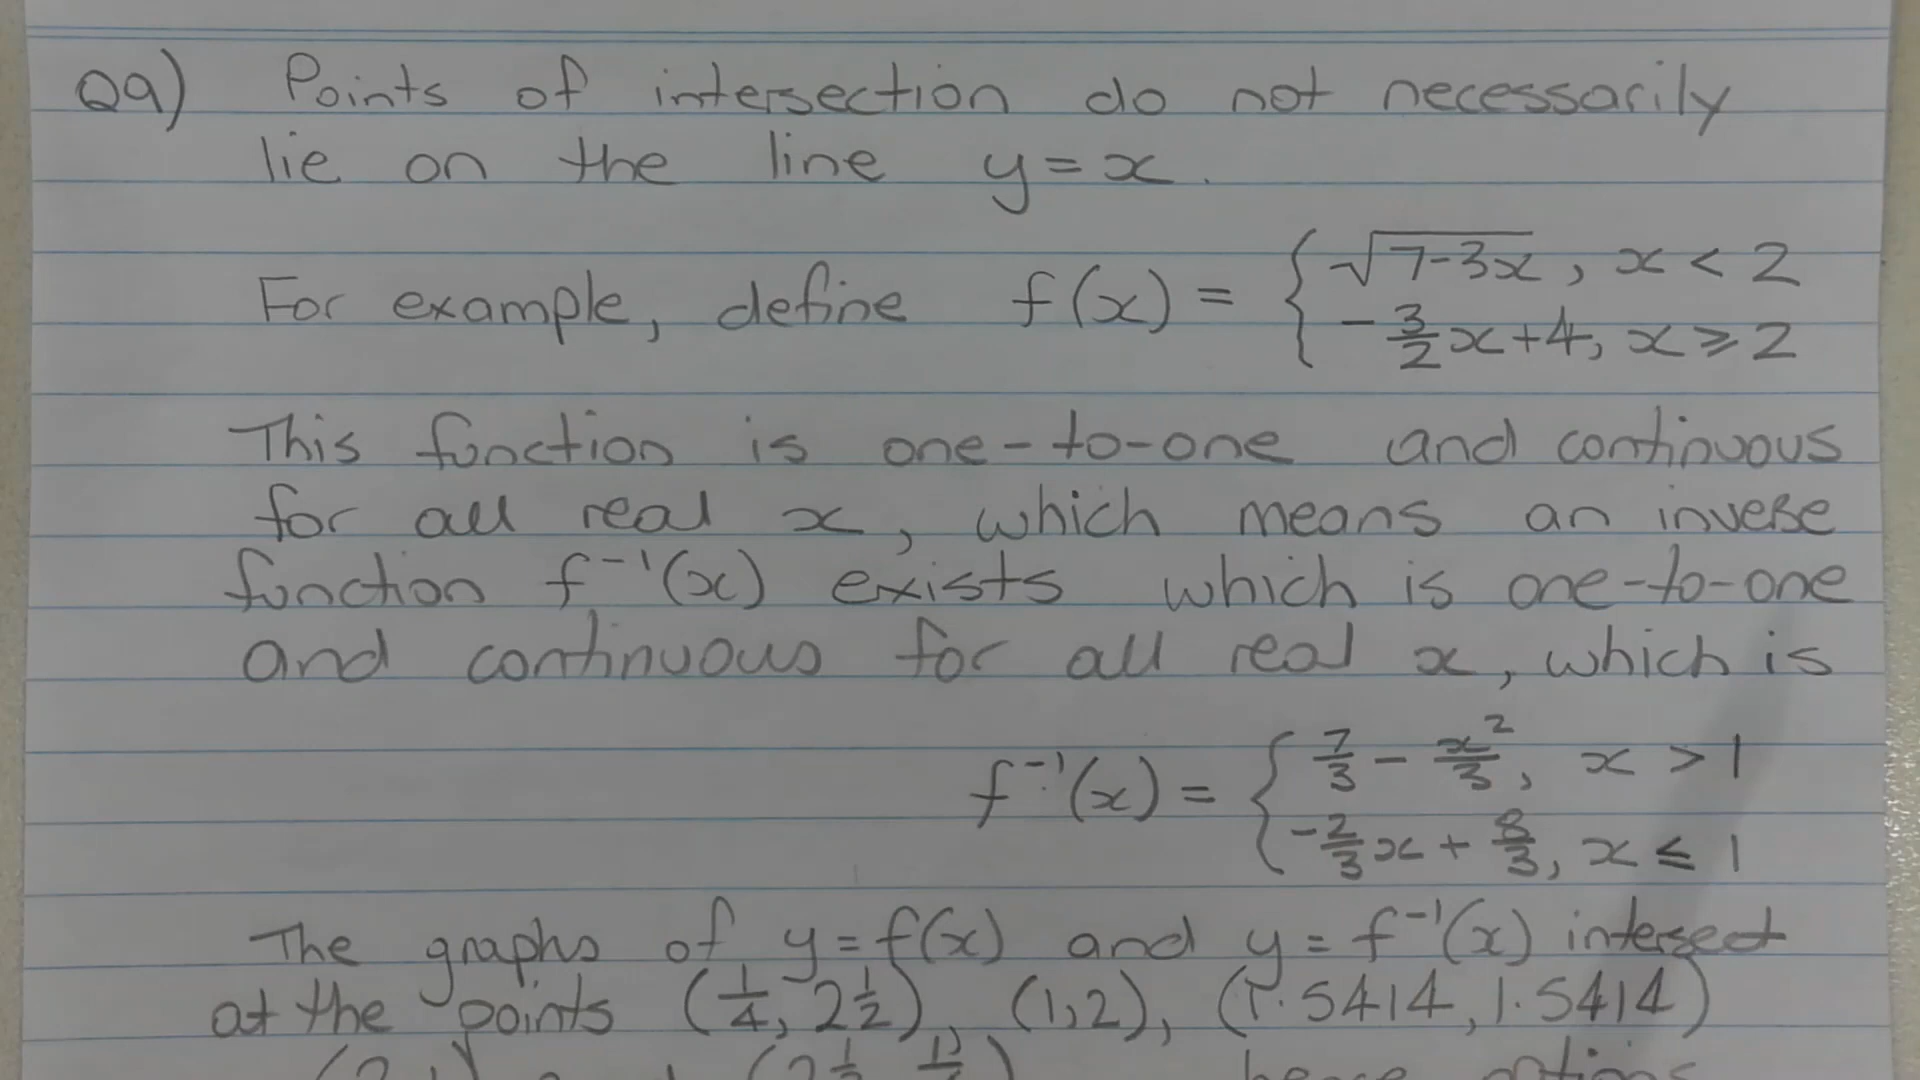 Q9) Points of intersection do not necessarily
lie on the line y = x.
For example, define f(x) = { √(7-3x), x < 2
-3/2 x + 4, x ≥ 2
This function is one-to-one and continuous
for all real x, which means an inverse
function f⁻¹(x) exists which is one-to-one
and continuous for all real x, which is
f⁻¹(x) = { 7/3 - x²/3, x > 1
-2/3 x + 8/3, x ≤ 1
The graphs of y = f(x) and y = f⁻¹(x) intersect
at the points (1/4, 2 1/2), (1,2), (1.5414, 1.5414)
hence options